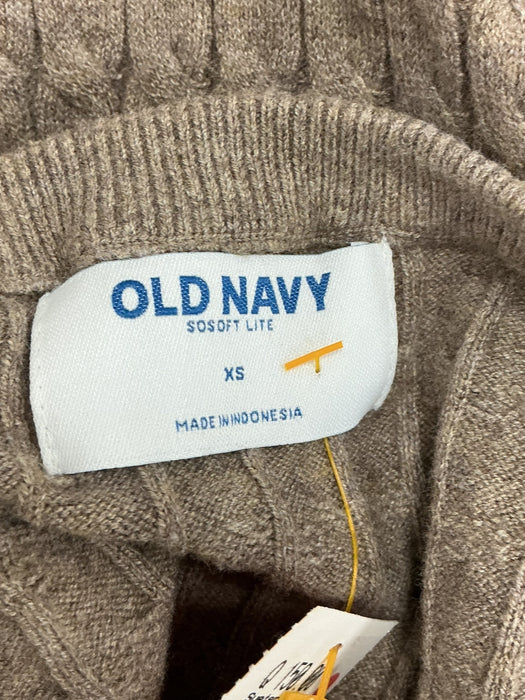 OLD NAVY
SOSOFT LITE
XS
MADE IN INDONESIA